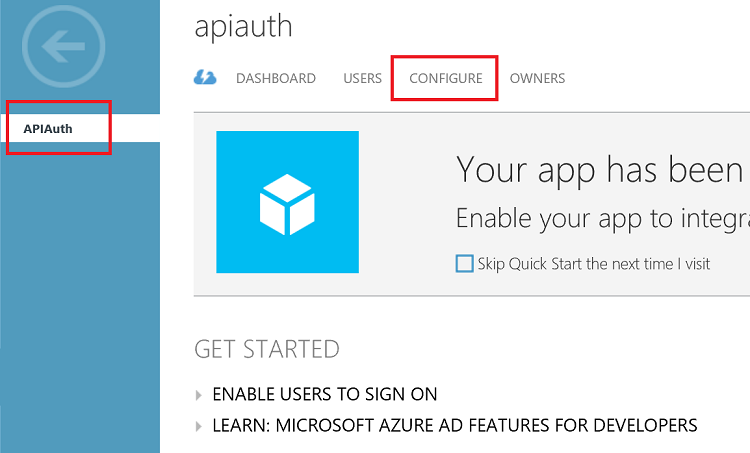 apiauth
DASHBOARD USERS CONFIGURE OWNERS
APIAuth
Your app has been
Enable your app to integra
Skip Quick Start the next time I visit
GET STARTED
ENABLE USERS TO SIGN ON
LEARN: MICROSOFT AZURE AD FEATURES FOR DEVELOPERS